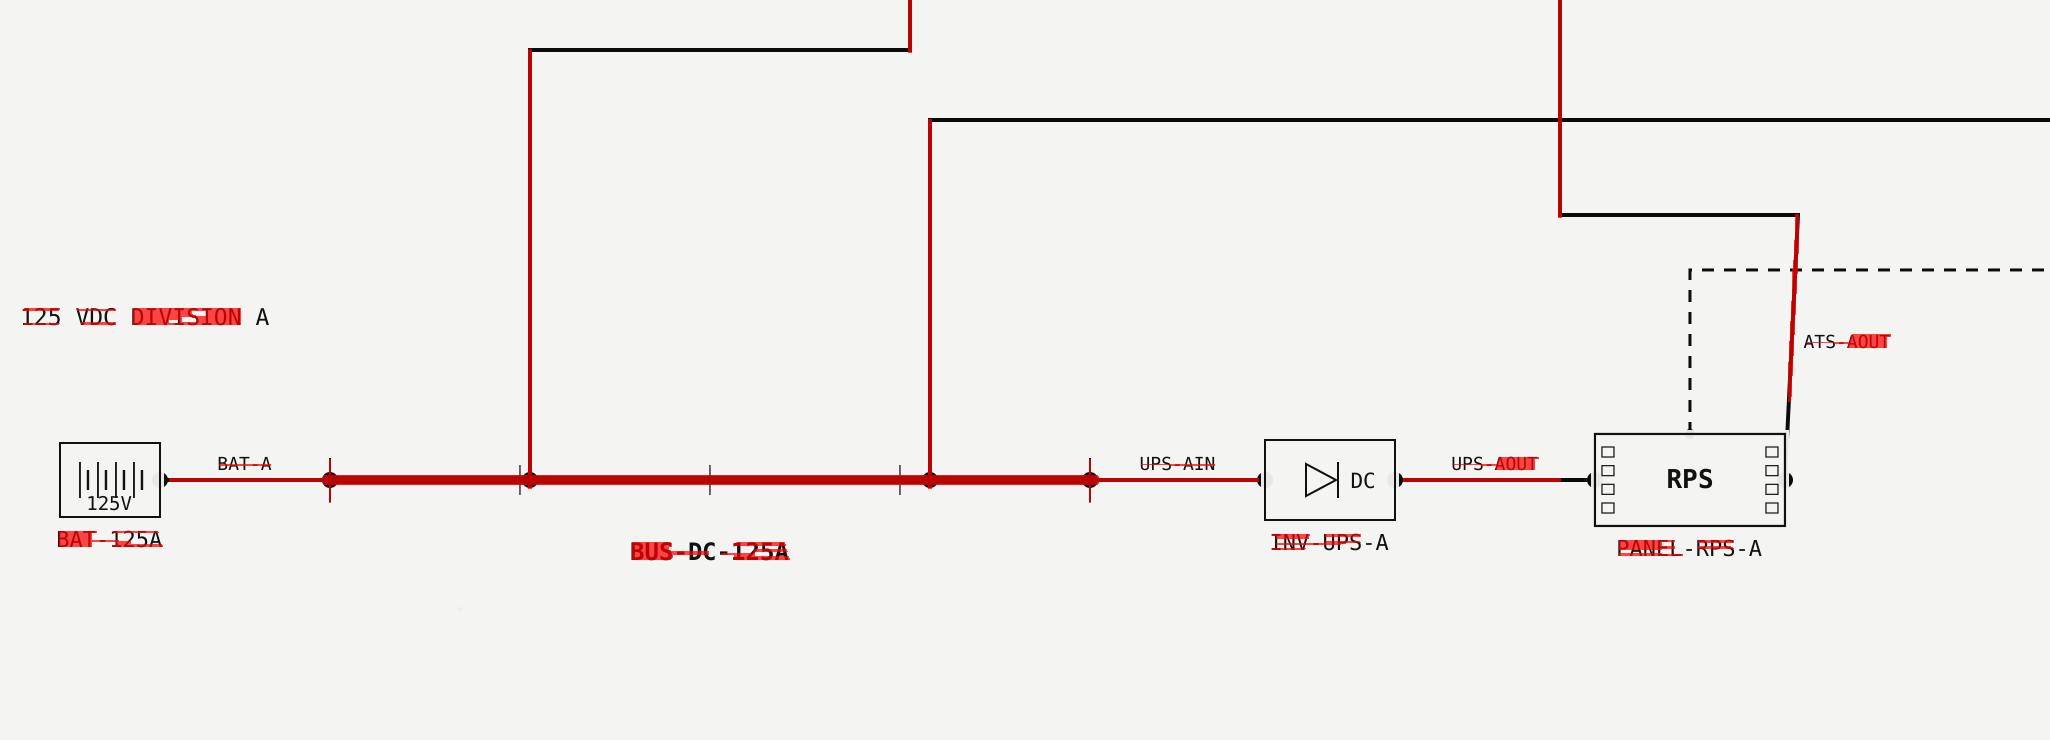 125 VDC DIVISION A
ATS-AOUT
BAT-A
UPS-AIN
UPS-AOUT
125V
DC
RPS
BAT-125A
BUS-DC-125A
INV-UPS-A
PANEL-RPS-A